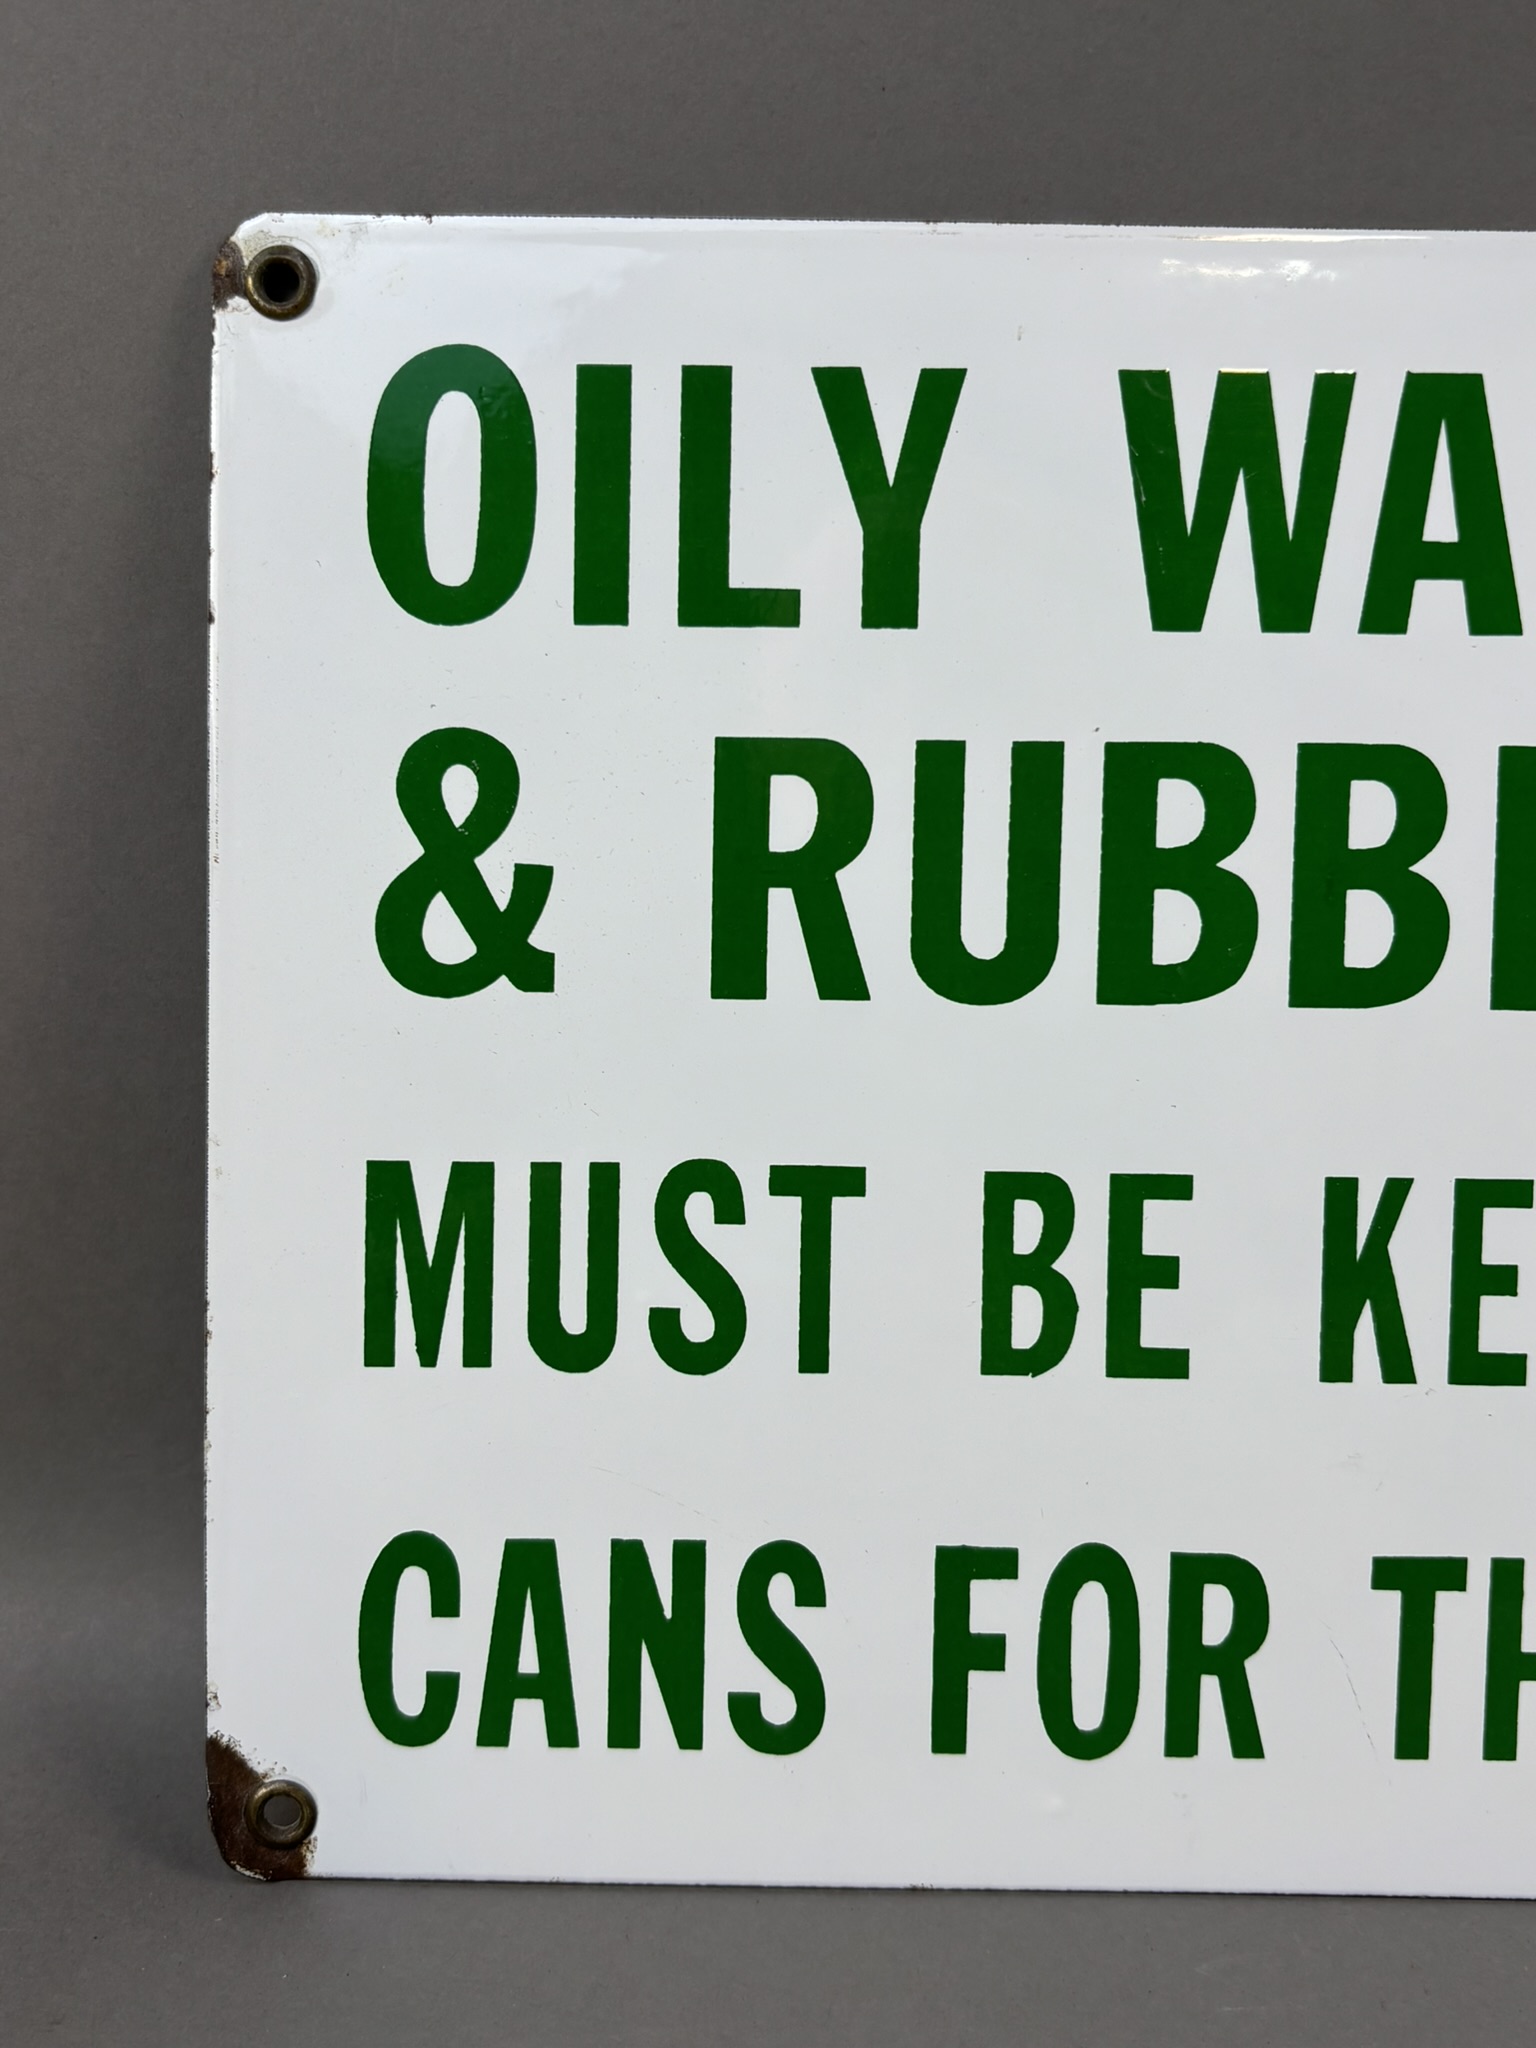 OILY WA
& RUBB
MUST BE KE
CANS FOR TH